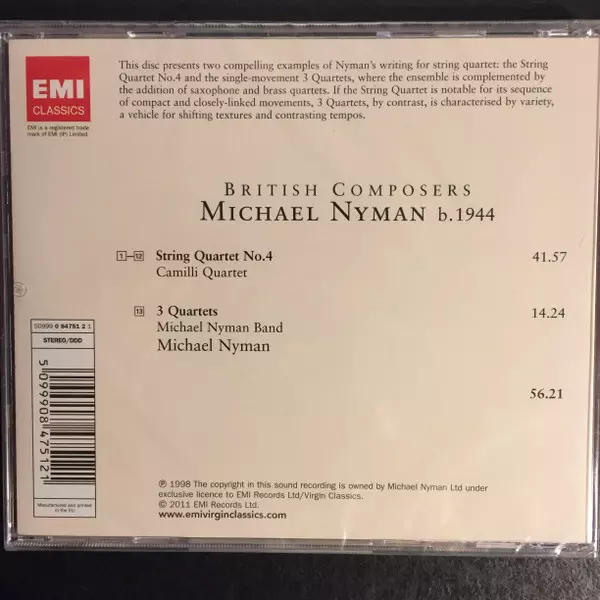 This disc presents two compelling examples of Nyman's writing for string quartet: the String
Quartet No.4 and the single-movement 3 Quartets, where the ensemble is complemented by
the addition of saxophone and brass quartets. If the String Quartet is notable for its sequence
of compact and closely-linked movements, 3 Quartets, by contrast, is characterised by variety,
a vehicle for shifting textures and contrasting tempos.
EMI
CLASSICS
EMI is a registered trade
mark of EMI (IP) Limited
BRITISH COMPOSERS
MICHAEL NYMAN b.1944
1–12 String Quartet No.4 41.57
Camilli Quartet
13 3 Quartets 14.24
Michael Nyman Band
Michael Nyman
56.21
50999 0 84751 2 1
STEREO/DDD
5 099908 475121
Manufactured and printed
in the EU
℗ 1998 The copyright in this sound recording is owned by Michael Nyman Ltd under
exclusive licence to EMI Records Ltd/Virgin Classics.
© 2011 EMI Records Ltd.
www.emivirginclassics.com